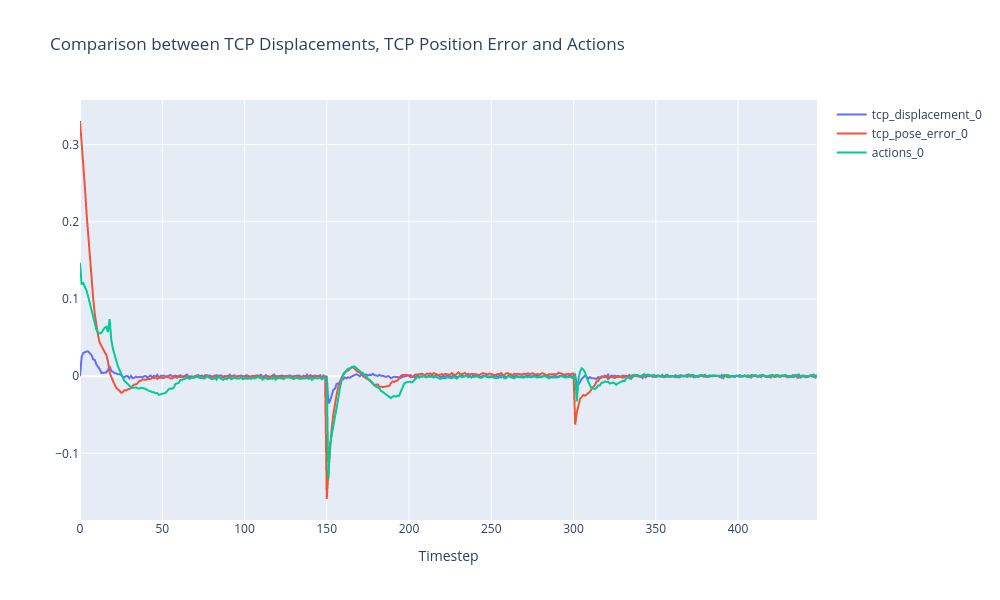 Comparison between TCP Displacements, TCP Position Error and Actions
tcp_displacement_0
tcp_pose_error_0
actions_0
0.3
0.2
0.1
0
−0.1
0 50 100 150 200 250 300 350 400
Timestep